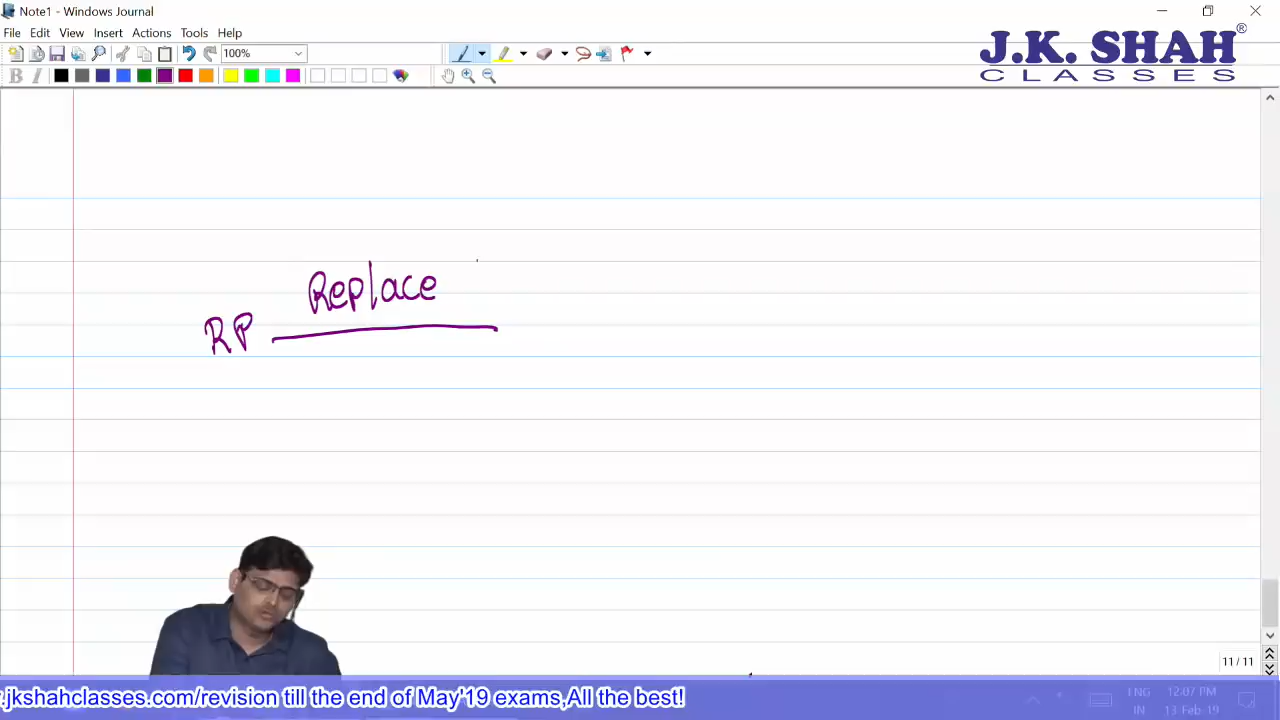 Note1 - Windows Journal
File Edit View Insert Actions Tools Help
100%
B I
J.K. SHAH®
CLASSES
Replace
RP
11 / 11
.jkshahclasses.com/revision till the end of May'19 exams,All the best!
ENG 12:07 PM
IN 13 Feb 19